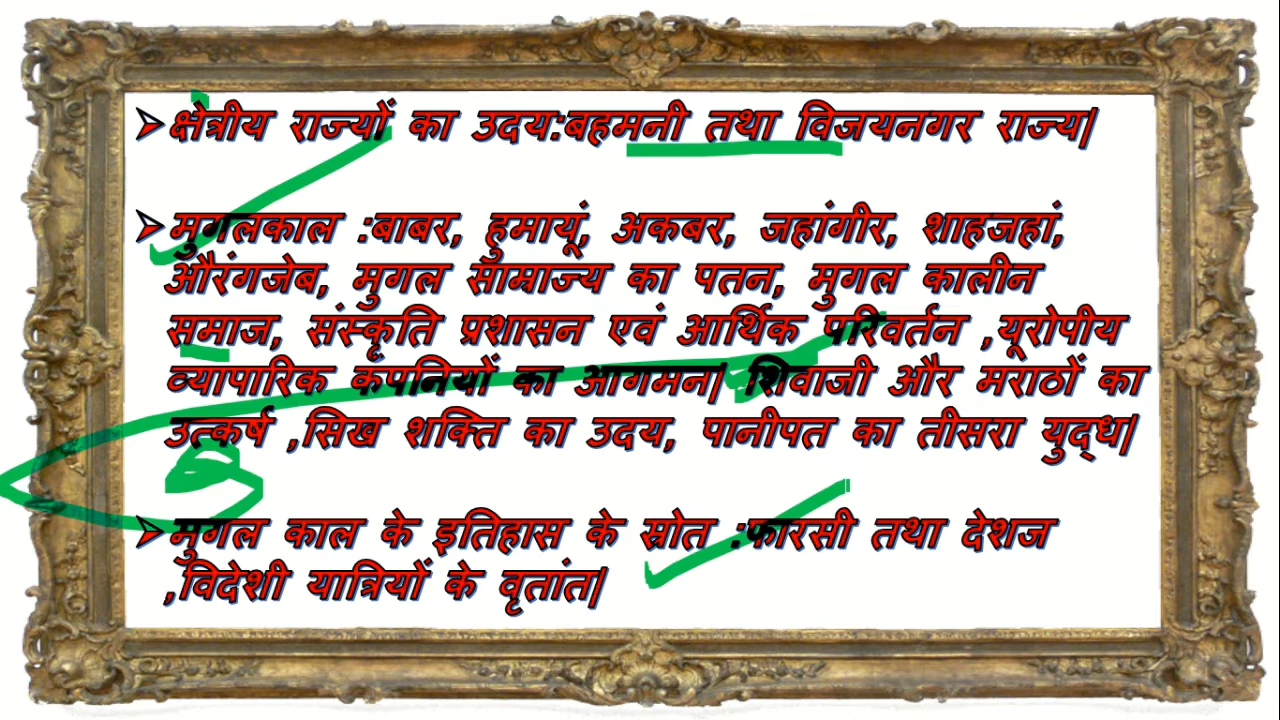 ➢क्षेत्रीय राज्यों का उदय:बहमनी तथा विजयनगर राज्य|
➢मुगलकाल :बाबर, हुमायूं, अकबर, जहांगीर, शाहजहां,
औरंगजेब, मुगल साम्राज्य का पतन, मुगल कालीन
समाज, संस्कृति प्रशासन एवं आर्थिक परिवर्तन ,यूरोपीय
व्यापारिक कंपनियों का आगमन| शिवाजी और मराठों का
उत्कर्ष ,सिख शक्ति का उदय, पानीपत का तीसरा युद्ध|
➢मुगल काल के इतिहास के स्रोत :फारसी तथा देशज
,विदेशी यात्रियों के वृतांत|